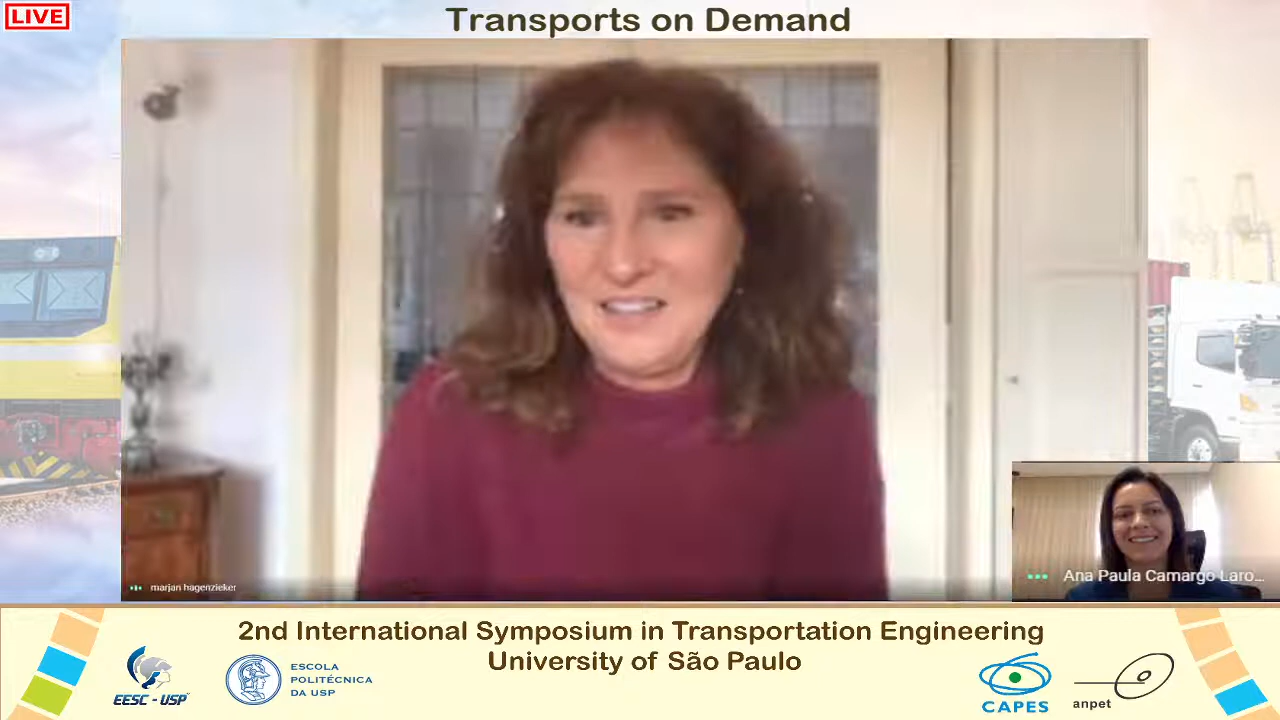 LIVE
Transports on Demand
marjan hagenzieker
Ana Paula Camargo Laro...
2nd International Symposium in Transportation Engineering
University of São Paulo
EESC - USP
ESCOLA
POLITÉCNICA
DA USP
CAPES
anpet